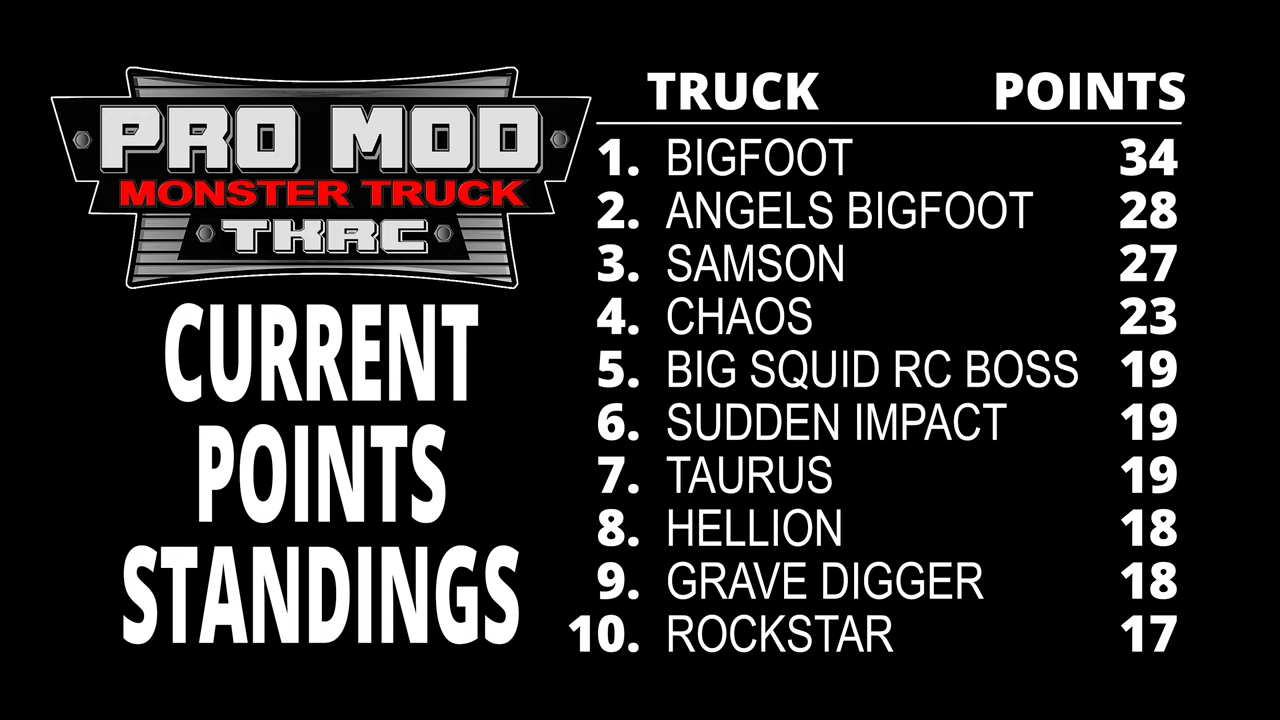 PRO MOD
MONSTER TRUCK
TKRC
CURRENT
POINTS
STANDINGS
TRUCK POINTS
1. BIGFOOT 34
2. ANGELS BIGFOOT 28
3. SAMSON 27
4. CHAOS 23
5. BIG SQUID RC BOSS 19
6. SUDDEN IMPACT 19
7. TAURUS 19
8. HELLION 18
9. GRAVE DIGGER 18
10. ROCKSTAR 17